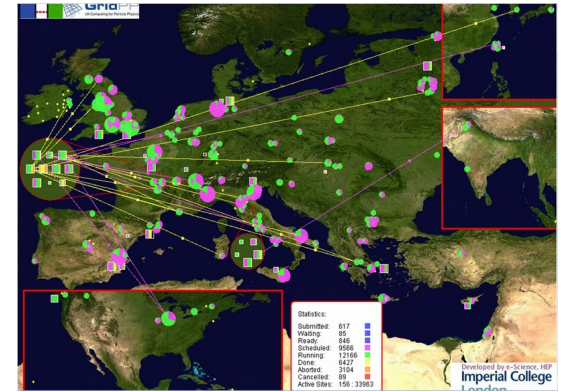 GridPP
UK Computing for Particle Physics
Statistics:
Submitted: 617
Waiting: 85
Ready: 846
Scheduled: 9566
Running: 12166
Done: 6427
Aborted: 3104
Cancelled: 89
Active Sites: 156 : 33963
Developed by e-Science, HEP
Imperial College
London